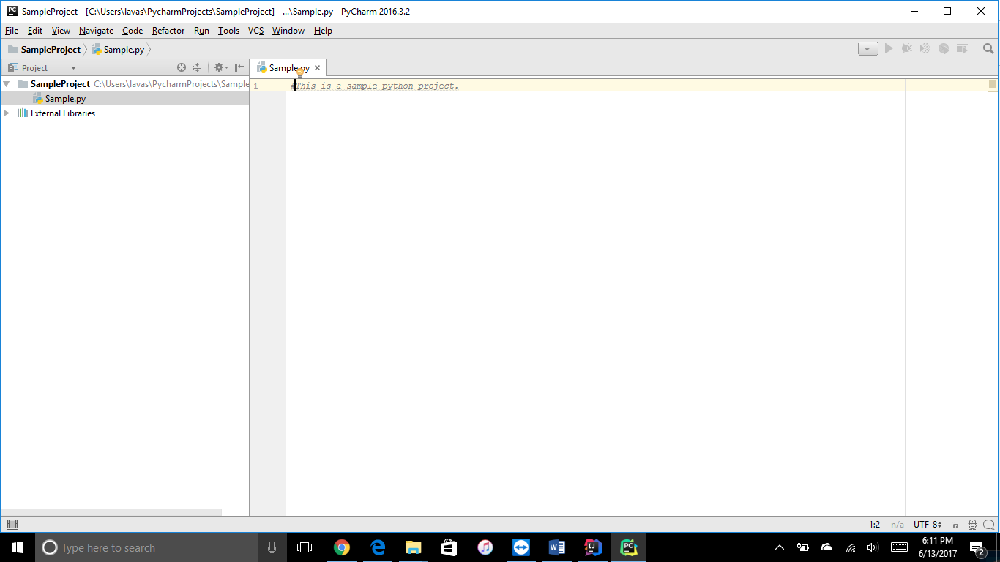 SampleProject - [C:\Users\lavas\PycharmProjects\SampleProject] - ...\Sample.py - PyCharm 2016.3.2
File Edit View Navigate Code Refactor Run Tools VCS Window Help
SampleProject Sample.py
Project
Sample.py
SampleProject C:\Users\lavas\PycharmProjects\Sample
Sample.py
External Libraries
1 #This is a sample python project.
1:2 n/a UTF-8
Type here to search
6:11 PM
6/13/2017
2